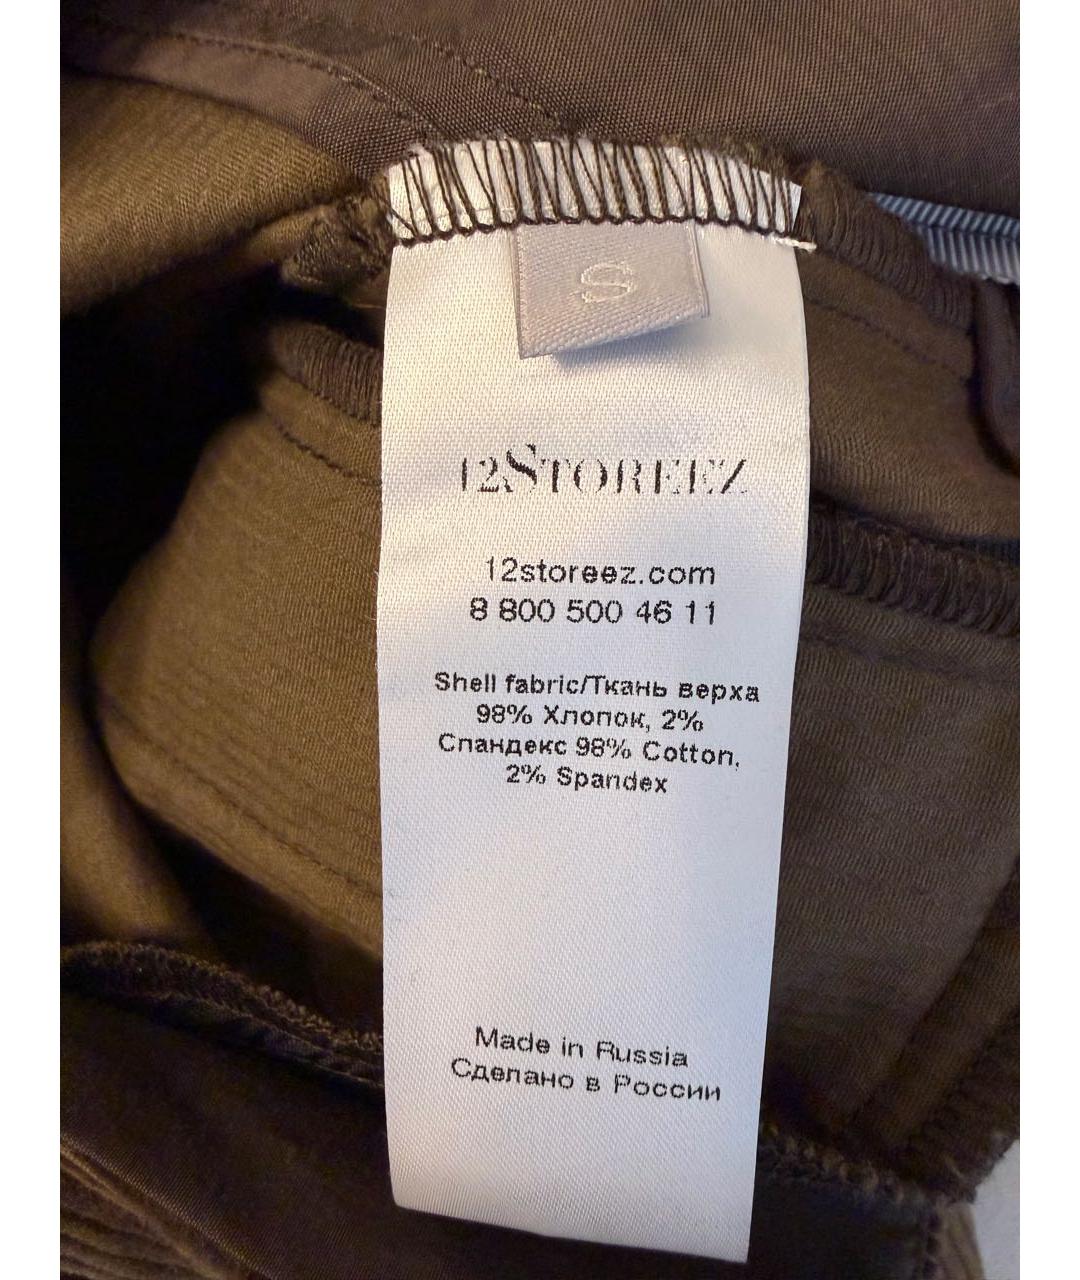 S
12STOREEZ
12storeez.com
8 800 500 46 11
Shell fabric/Ткань верха
98% Хлопок, 2%
Спандекс 98% Cotton,
2% Spandex
Made in Russia
Сделано в России